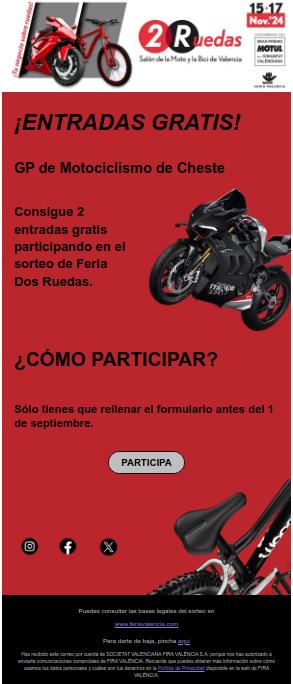 ¡Tu negocio sobre ruedas!
2Ruedas
Salón de la Moto y la Bici de Valencia
15·17
Nov.'24
GRAN PREMIO
MOTUL
DE LA COMUNITAT
VALENCIANA
FERIA VALENCIA
¡ENTRADAS GRATIS!
GP de Motociclismo de Cheste
Consigue 2
entradas gratis
participando en el
sorteo de Feria
Dos Ruedas.
¿CÓMO PARTICIPAR?
Sólo tienes que rellenar el formulario antes del 1
de septiembre.
PARTICIPA
Puedes consultar las bases legales del sorteo en
www.feriavalencia.com
Para darte de baja, pincha aquí
Has recibido este correo por cuenta de SOCIETAT VALENCIANA FIRA VALÈNCIA S.A. porque nos has autorizado a
enviarte comunicaciones comerciales de FIRA VALÈNCIA. Recuerda que puedes obtener más información sobre cómo
usamos tus datos personales y cuáles son tus derechos en la Política de Privacidad disponible en la web de FIRA
VALÈNCIA.